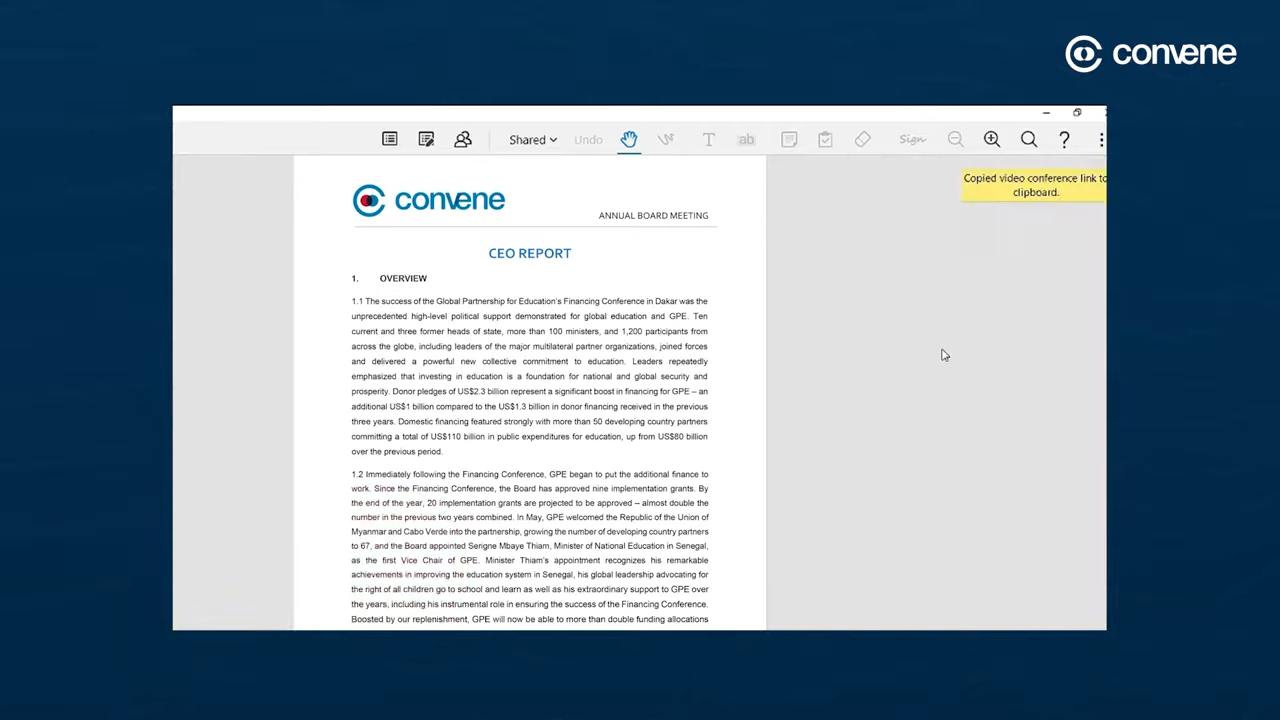 convene
Shared Undo T ab Sign ?
Copied video conference link to
clipboard.
convene
ANNUAL BOARD MEETING
CEO REPORT
1. OVERVIEW
1.1 The success of the Global Partnership for Education's Financing Conference in Dakar was the
unprecedented high-level political support demonstrated for global education and GPE. Ten
current and three former heads of state, more than 100 ministers, and 1,200 participants from
across the globe, including leaders of the major multilateral partner organizations, joined forces
and delivered a powerful new collective commitment to education. Leaders repeatedly
emphasized that investing in education is a foundation for national and global security and
prosperity. Donor pledges of US$2.3 billion represent a significant boost in financing for GPE – an
additional US$1 billion compared to the US$1.3 billion in donor financing received in the previous
three years. Domestic financing featured strongly with more than 50 developing country partners
committing a total of US$110 billion in public expenditures for education, up from US$80 billion
over the previous period.
1.2 Immediately following the Financing Conference, GPE began to put the additional finance to
work. Since the Financing Conference, the Board has approved nine implementation grants. By
the end of the year, 20 implementation grants are projected to be approved – almost double the
number in the previous two years combined. In May, GPE welcomed the Republic of the Union of
Myanmar and Cabo Verde into the partnership, growing the number of developing country partners
to 67, and the Board appointed Serigne Mbaye Thiam, Minister of National Education in Senegal,
as the first Vice Chair of GPE. Minister Thiam's appointment recognizes his remarkable
achievements in improving the education system in Senegal, his global leadership advocating for
the right of all children go to school and learn as well as his extraordinary support to GPE over
the years, including his instrumental role in ensuring the success of the Financing Conference.
Boosted by our replenishment, GPE will now be able to more than double funding allocations